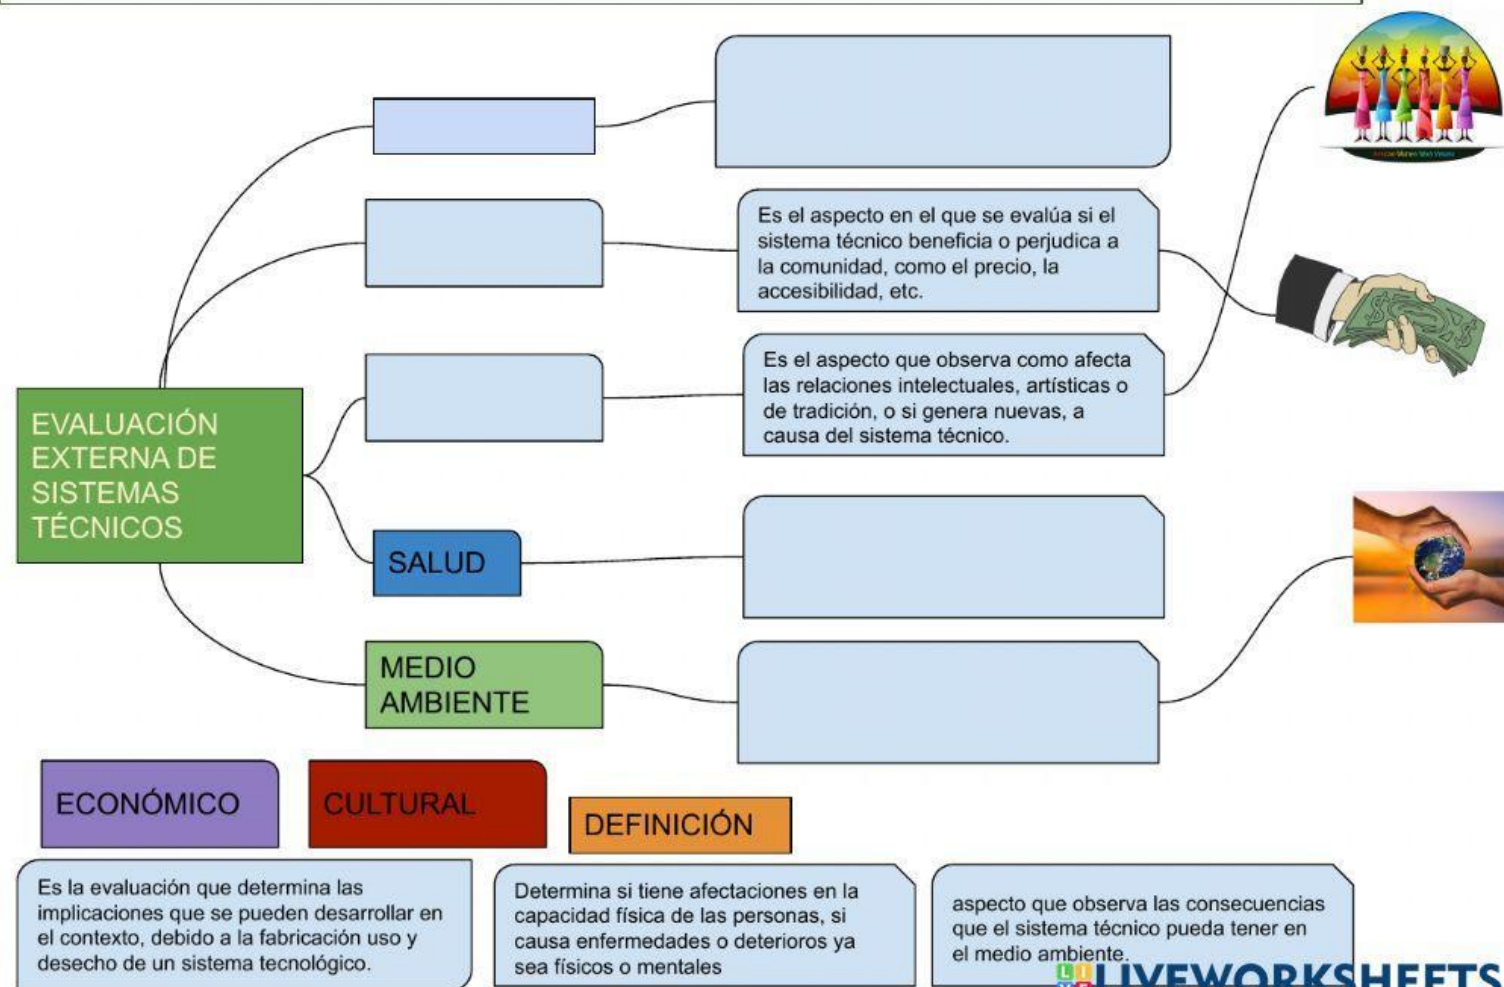 Es el aspecto en el que se evalúa si el
sistema técnico beneficia o perjudica a
la comunidad, como el precio, la
accesibilidad, etc.
Es el aspecto que observa como afecta
las relaciones intelectuales, artísticas o
de tradición, o si genera nuevas, a
causa del sistema técnico.
EVALUACIÓN
EXTERNA DE
SISTEMAS
TÉCNICOS
SALUD
MEDIO
AMBIENTE
ECONÓMICO
CULTURAL
DEFINICIÓN
Es la evaluación que determina las
implicaciones que se pueden desarrollar en
el contexto, debido a la fabricación uso y
desecho de un sistema tecnológico.
Determina si tiene afectaciones en la
capacidad física de las personas, si
causa enfermedades o deterioros ya
sea físicos o mentales
aspecto que observa las consecuencias
que el sistema técnico pueda tener en
el medio ambiente.
LIVEWORKSHEETS